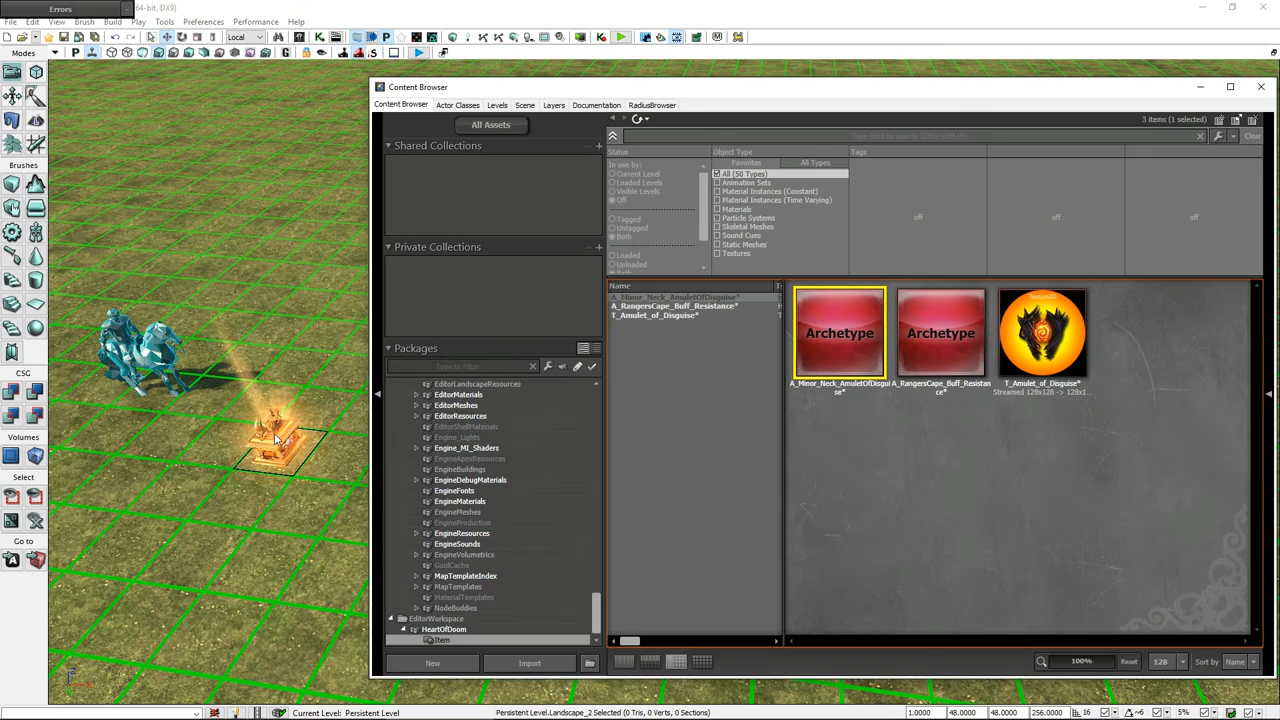 Errors
64-bit, DX9)
File Edit View Brush Build Play Tools Preferences Performance Help
Local
Modes
Brushes
CSG
Volumes
Select
Go to
Content Browser
Content Browser Actor Classes Levels Scene Layers Documentation RadiusBrowser
All Assets
3 items (1 selected)
Clear
Shared Collections
Private Collections
Packages
Type to Filter
EditorLandscapeResources
EditorMaterials
EditorMeshes
EditorResources
EditorShellMaterials
Engine_Lights
Engine_MI_Shaders
EngineApexResources
EngineBuildings
EngineDebugMaterials
EngineFonts
EngineMaterials
EngineMeshes
EngineProduction
EngineResources
EngineSounds
EngineVolumetrics
GuidCache
MapTemplateIndex
MapTemplates
MaterialTemplates
NodeBuddies
EditorWorkspace
HeartOfDoom
Item
New Import
Status
In use by:
Current Level
Loaded Levels
Visible Levels
Off
Tagged
Untagged
Both
Loaded
Unloaded
Both
Object Type
Favorites All Types
All (50 Types)
Animation Sets
Material Instances (Constant)
Material Instances (Time Varying)
Materials
Particle Systems
Skeletal Meshes
Sound Cues
Static Meshes
Textures
Tags
off off off
Name
A_Minor_Neck_AmuletOfDisguise*
A_RangersCape_Buff_Resistance*
T_Amulet_of_Disguise*
Archetype
A_Minor_Neck_AmuletOfDisgui
se*
Archetype
A_RangersCape_Buff_Resistan
ce*
Texture2D
T_Amulet_of_Disguise*
Streamed 128x128 -> 128x1...
100% Reset 128 Sort by Name
Current Level: Persistent Level
Persistent Level.Landscape_2 Selected (0 Tris, 0 Verts, 0 Sections)
1.0000 48.0000 48.0000 256.0000 16 ~6 5%